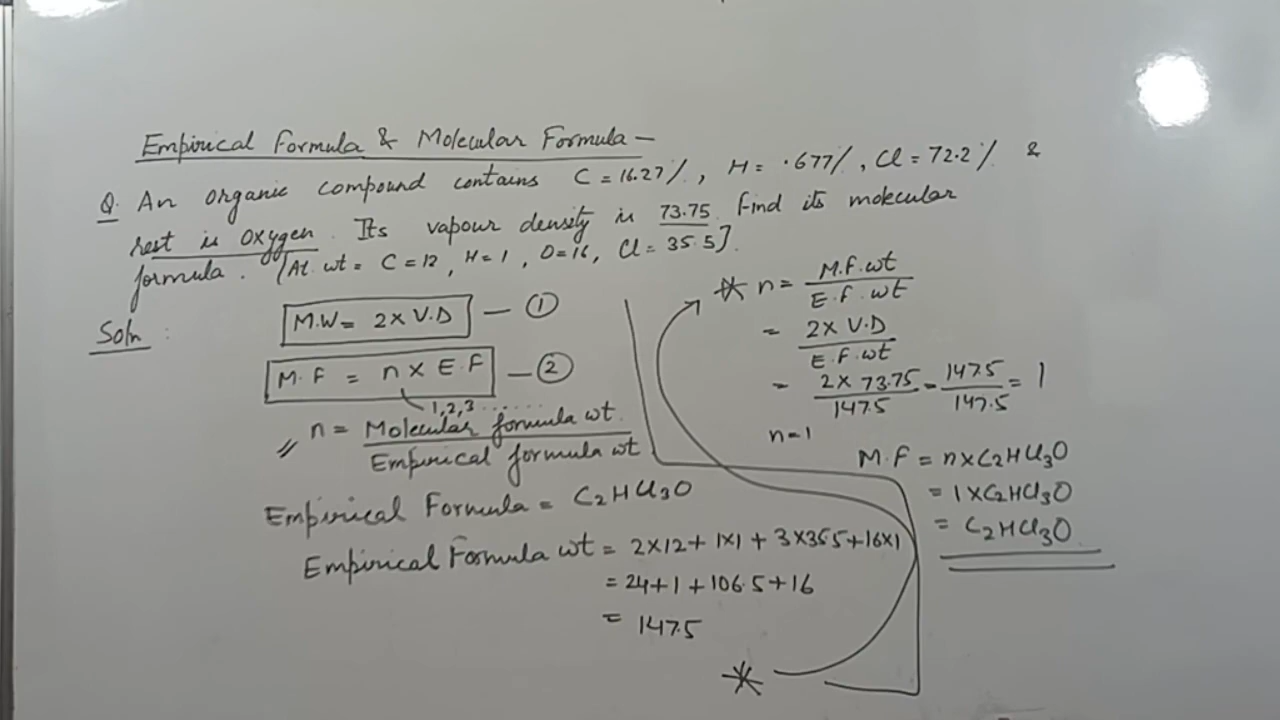 Empirical Formula & Molecular Formula —
Q. An organic compound contains C = 16.27%, H = .677%, Cl = 72.2% &
rest is oxygen. Its vapour density is 73.75. Find its molecular
formula. [At. wt = C = 12, H = 1, O = 16, Cl = 35.5].
Soln :
M.W = 2 x V.D — ①
M.F = n x E.F — ②
1,2,3 ......
n = Molecular formula wt.
Empirical formula wt
Empirical Formula = C2HCl3O
Empirical Formula wt = 2x12 + 1x1 + 3x35.5 + 16x1
= 24 + 1 + 106.5 + 16
= 147.5
*
* n = M.F. wt
E.F. wt
= 2 x V.D
E.F. wt
= 2 x 73.75 = 147.5 = 1
147.5 147.5
n = 1
M.F = n x C2HCl3O
= 1 x C2HCl3O
= C2HCl3O